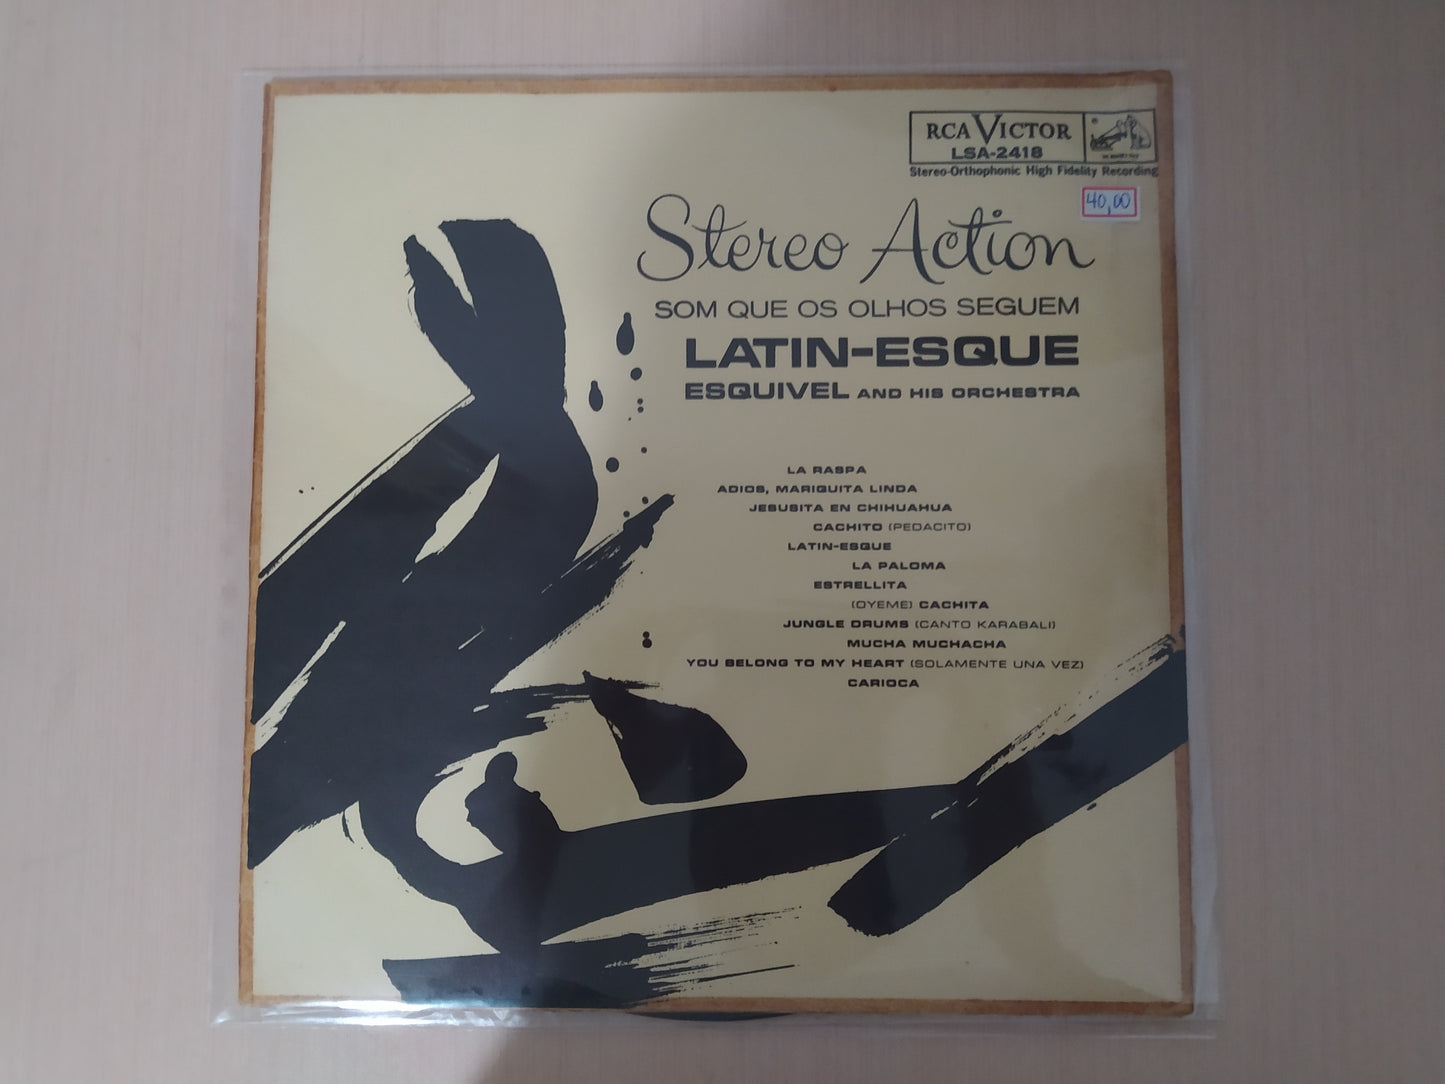 RCA VICTOR
LSA-2418
Stereo-Orthophonic High Fidelity Recording
40,00
Stereo Action
SOM QUE OS OLHOS SEGUEM
LATIN-ESQUE
ESQUIVEL AND HIS ORCHESTRA
LA RASPA
ADIOS, MARIQUITA LINDA
JESUSITA EN CHIHUAHUA
CACHITO (PEDACITO)
LATIN-ESQUE
LA PALOMA
ESTRELLITA
(OYEME) CACHITA
JUNGLE DRUMS (CANTO KARABALI)
MUCHA MUCHACHA
YOU BELONG TO MY HEART (SOLAMENTE UNA VEZ)
CARIOCA